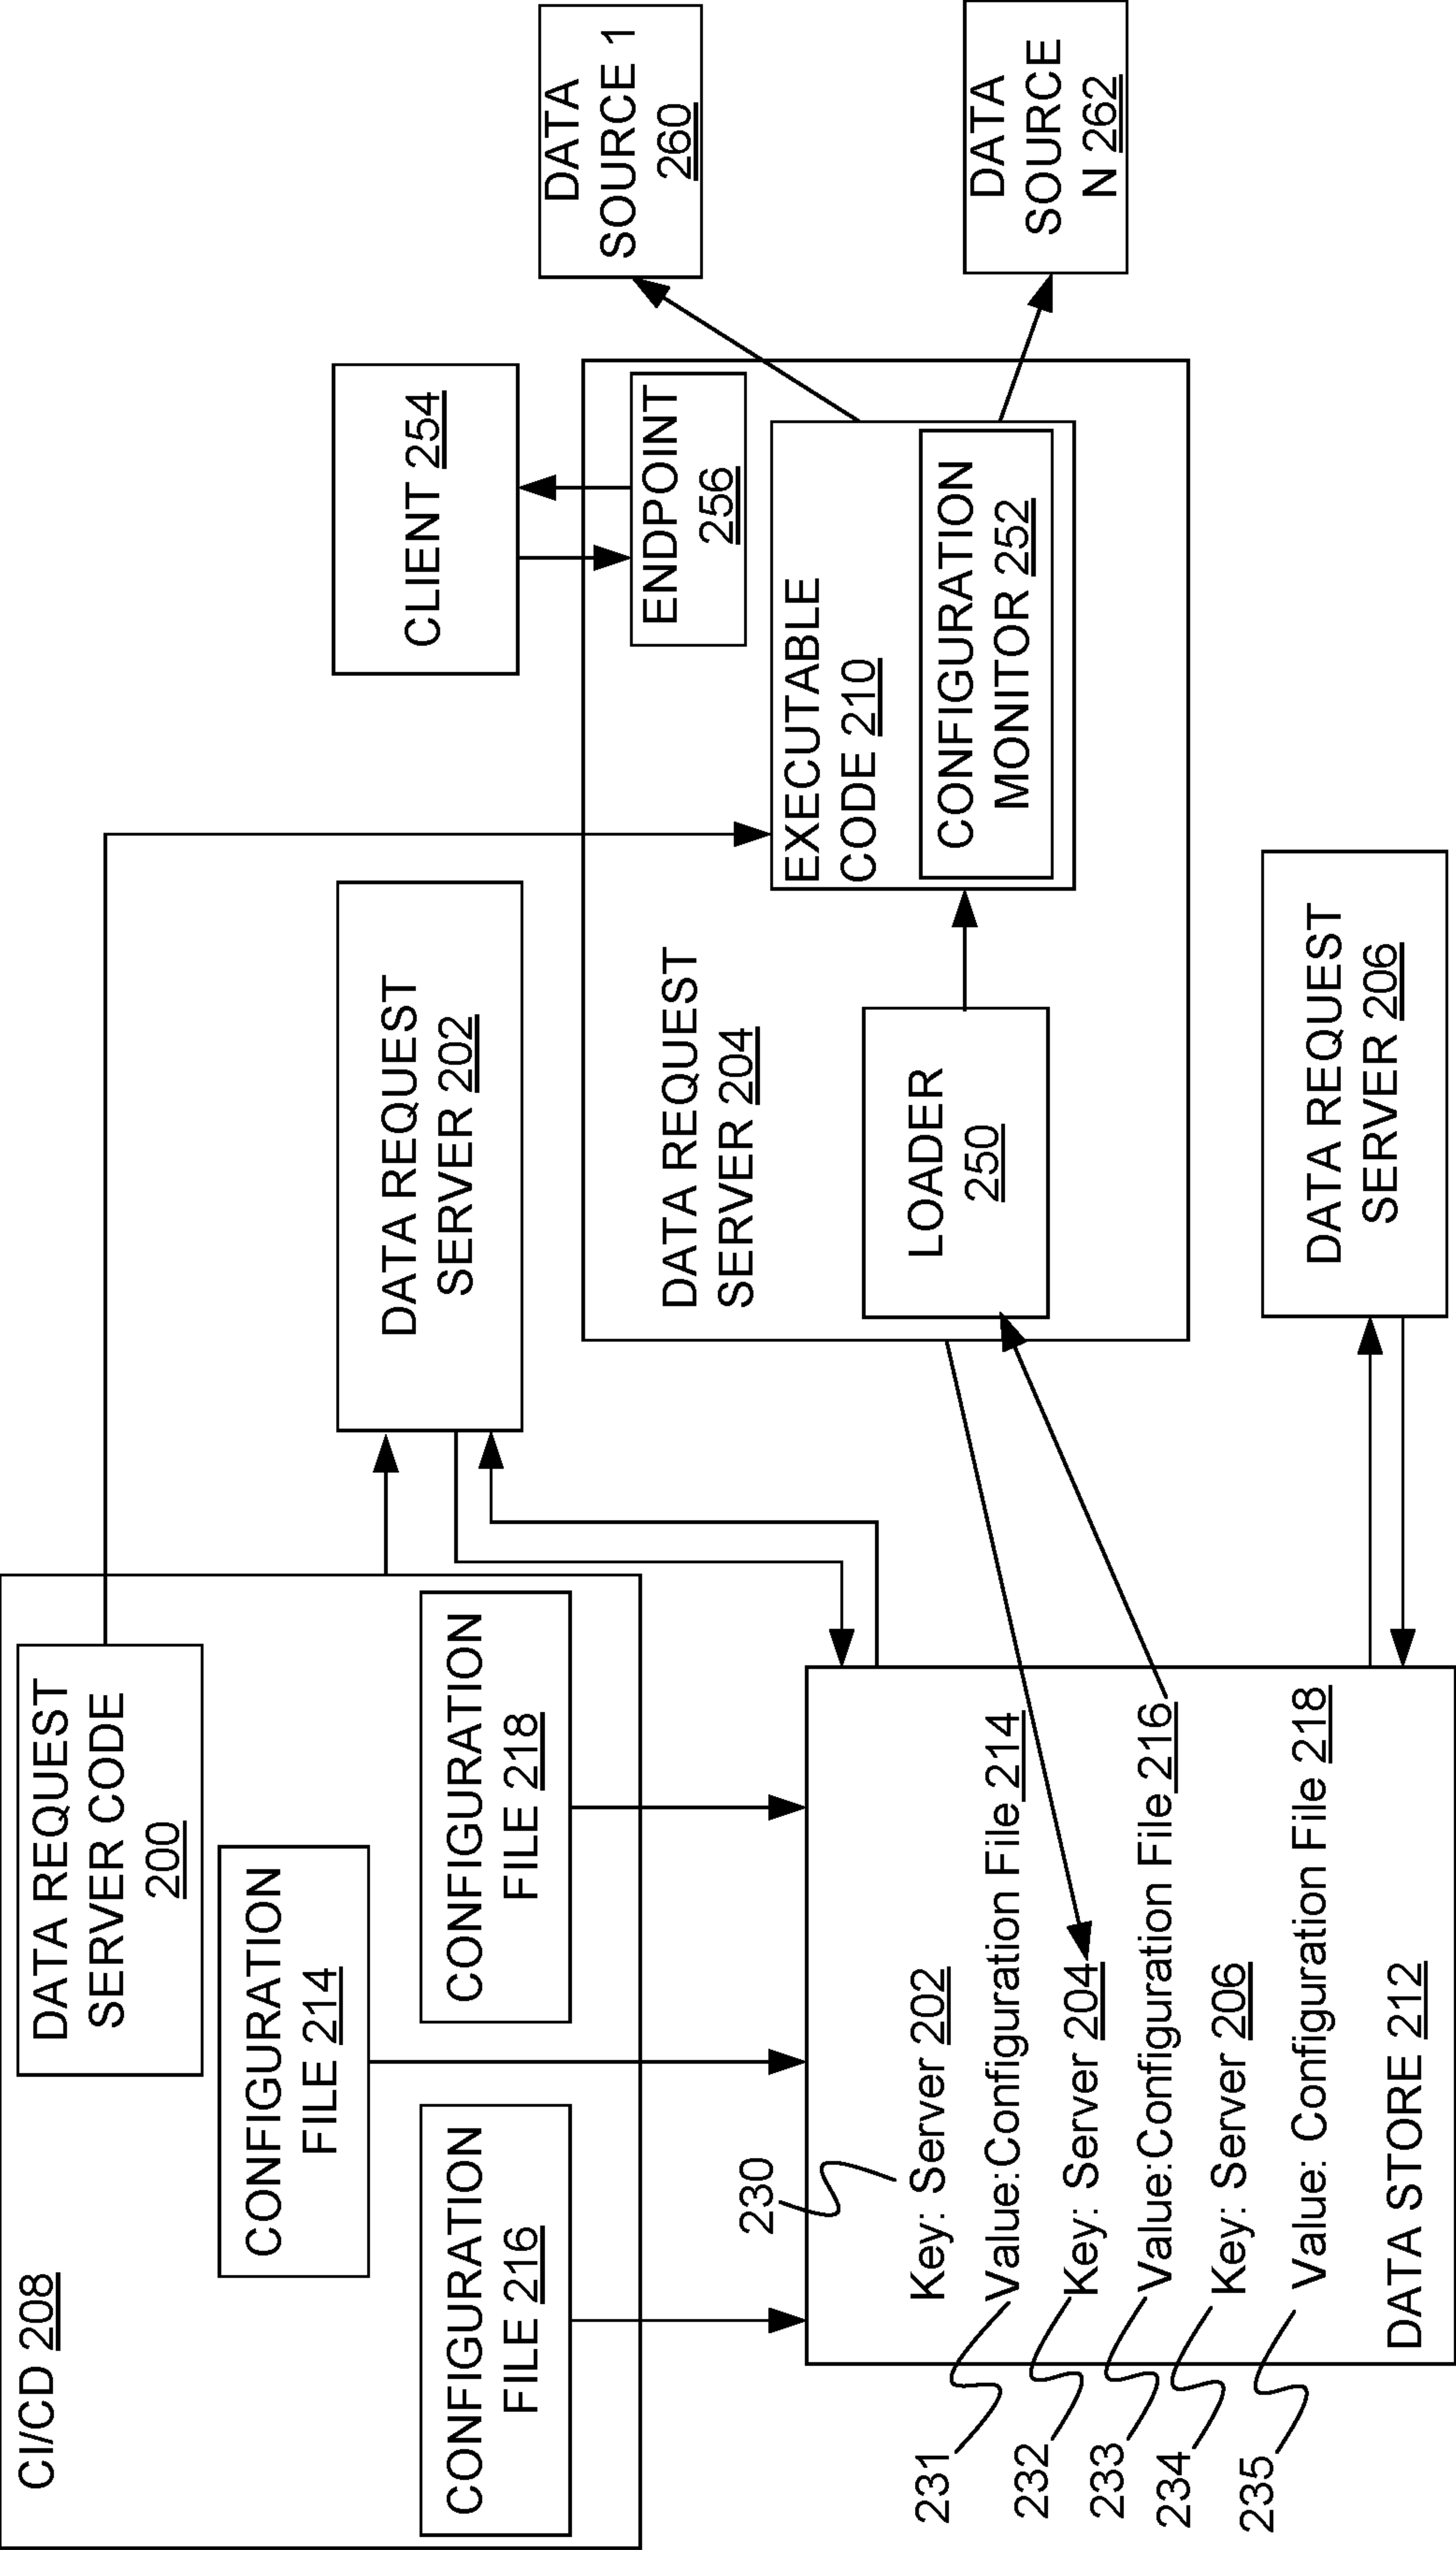 CI/CD 208
DATA REQUEST
SERVER CODE
200
CONFIGURATION
FILE 214
CONFIGURATION
FILE 216
CONFIGURATION
FILE 218
230
Key: Server 202
231
Value:Configuration File 214
232
Key: Server 204
233
Value:Configuration File 216
234
Key: Server 206
235
Value: Configuration File 218
DATA STORE 212
DATA REQUEST
SERVER 202
DATA REQUEST
SERVER 204
LOADER
250
EXECUTABLE
CODE 210
CONFIGURATION
MONITOR 252
DATA REQUEST
SERVER 206
CLIENT 254
ENDPOINT
256
DATA
SOURCE 1
260
DATA
SOURCE
N 262